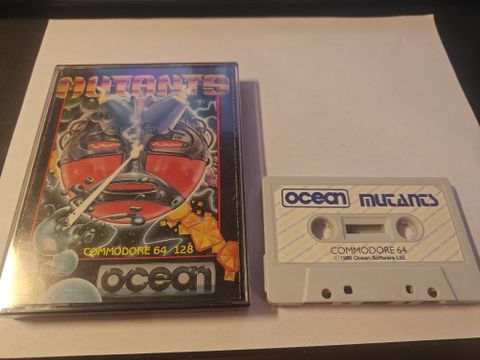 MUTANTS
COMMODORE 64 128
ocean
ocean MUTANTS
COMMODORE 64
©1986 Ocean Software Ltd.